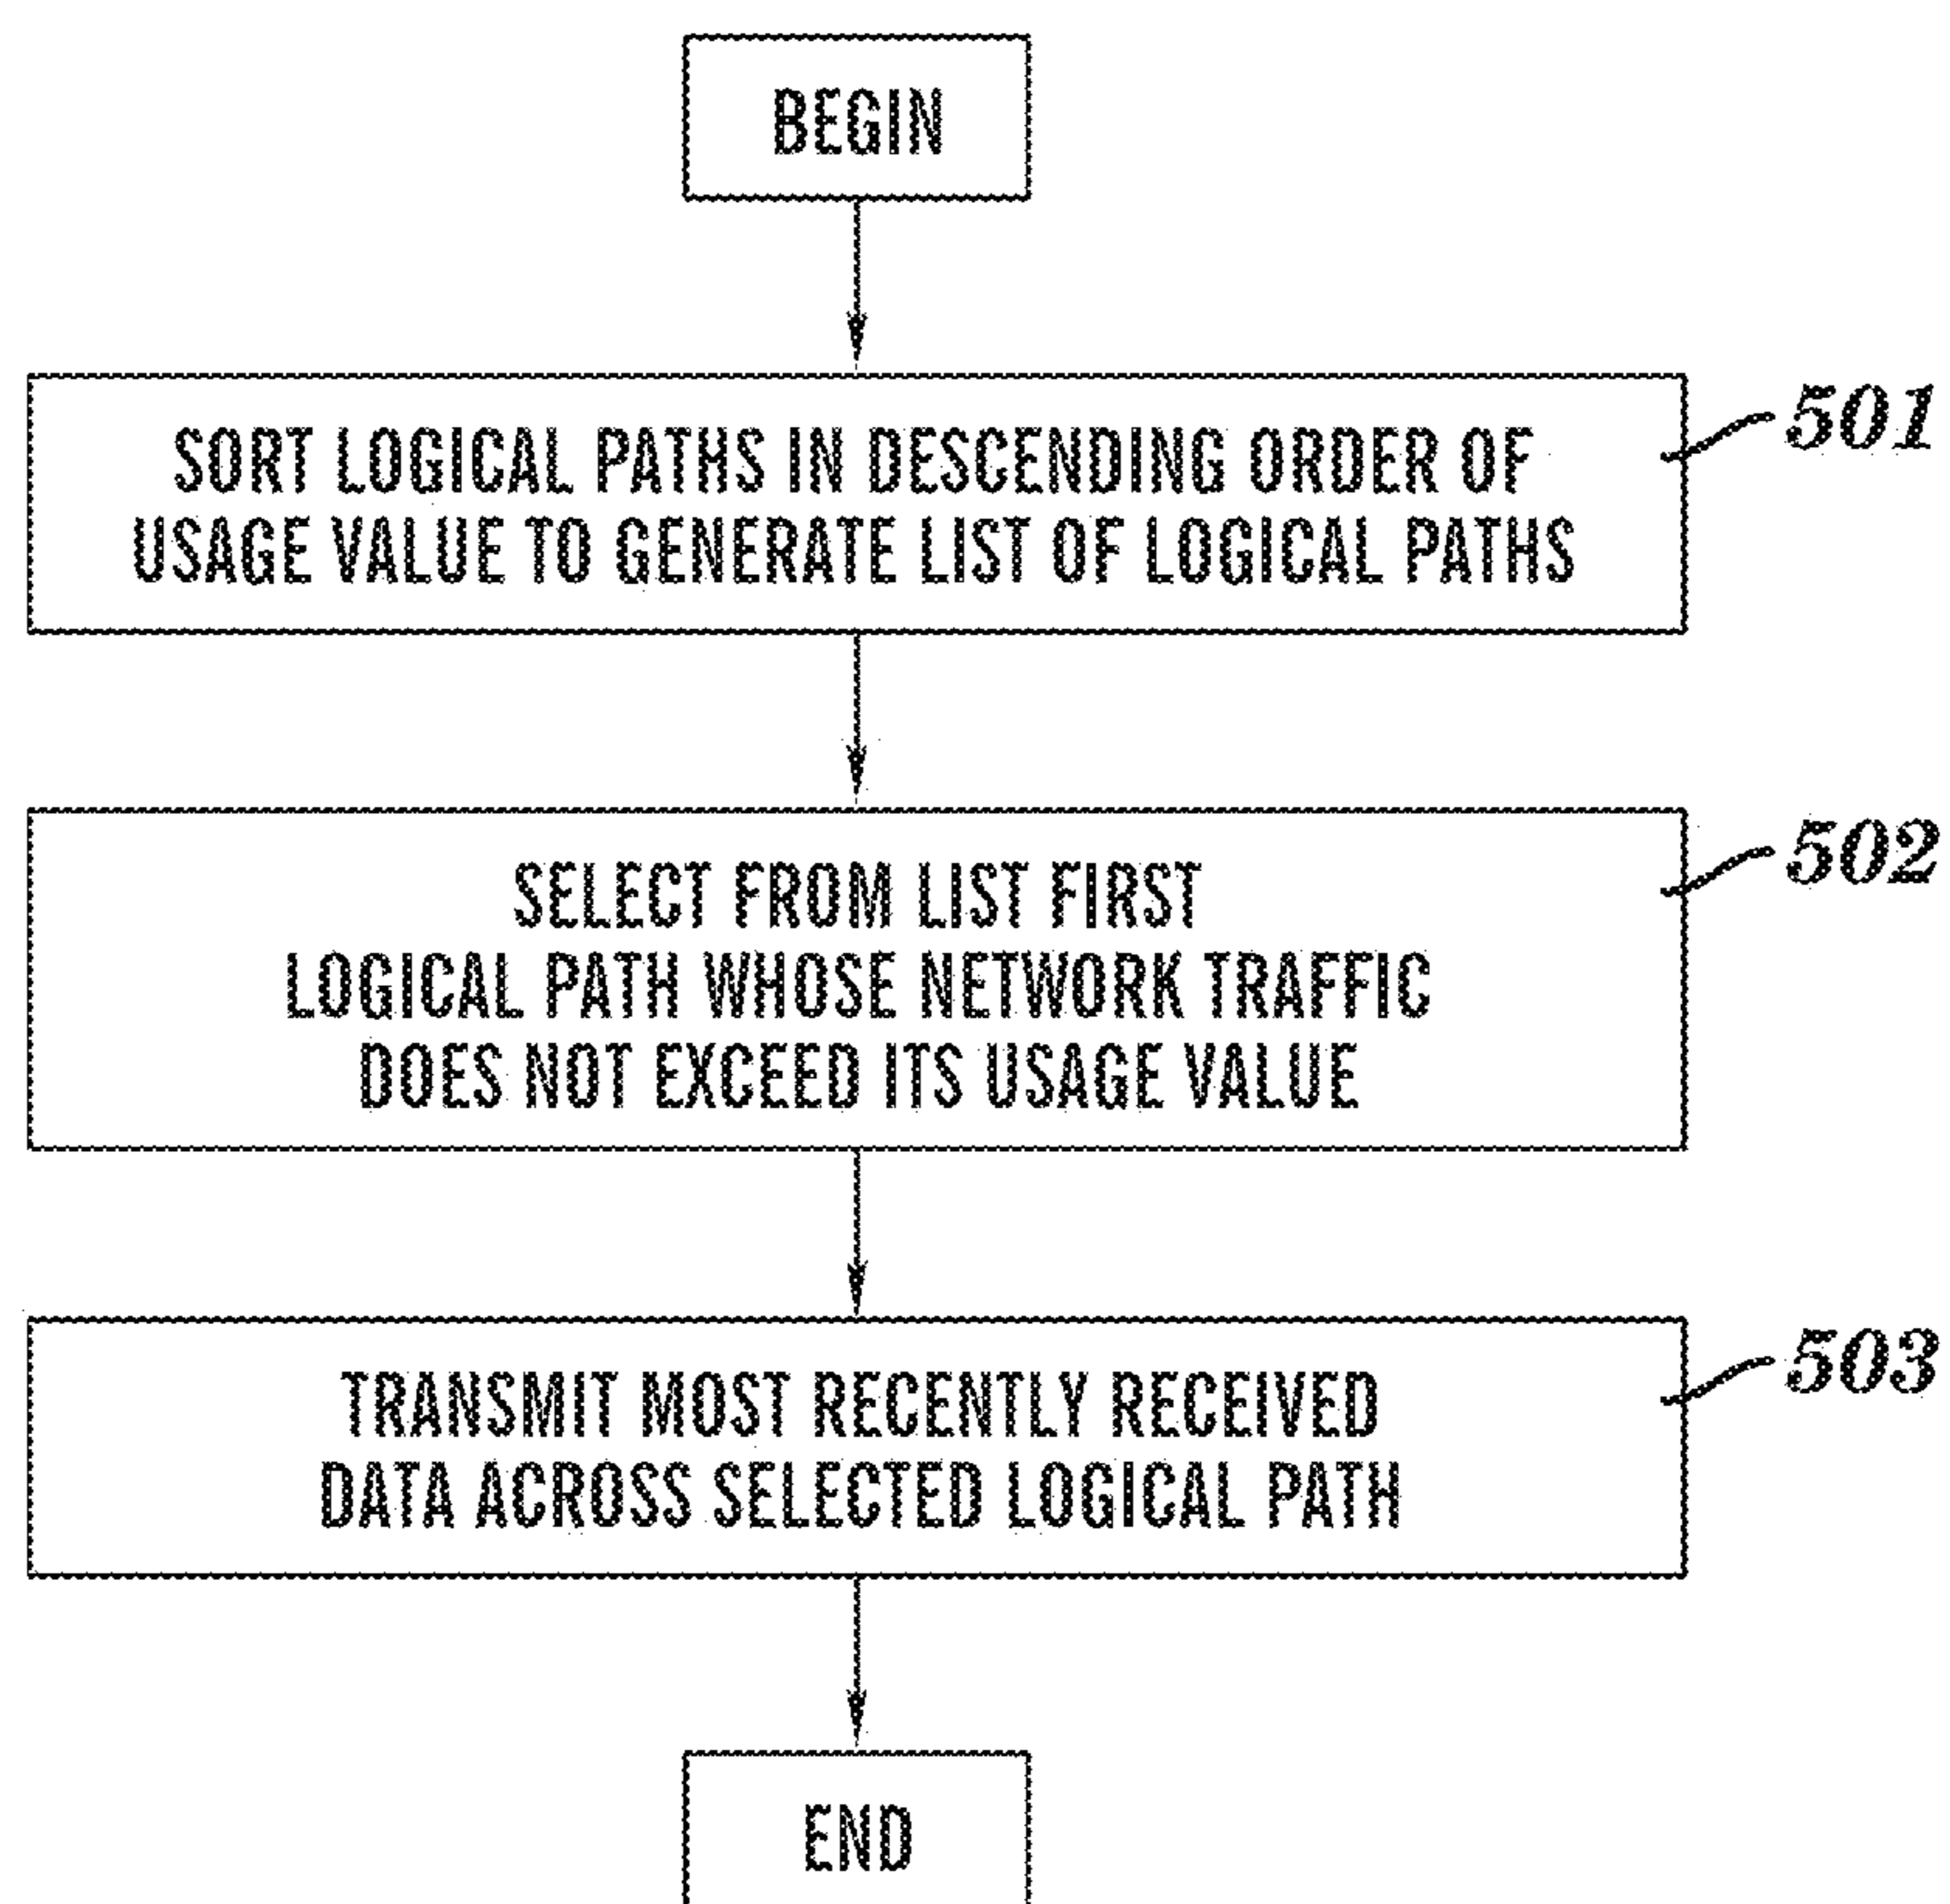 BEGIN
SORT LOGICAL PATHS IN DESCENDING ORDER OF
USAGE VALUE TO GENERATE LIST OF LOGICAL PATHS
501
SELECT FROM LIST FIRST
LOGICAL PATH WHOSE NETWORK TRAFFIC
DOES NOT EXCEED ITS USAGE VALUE
502
TRANSMIT MOST RECENTLY RECEIVED
DATA ACROSS SELECTED LOGICAL PATH
503
END